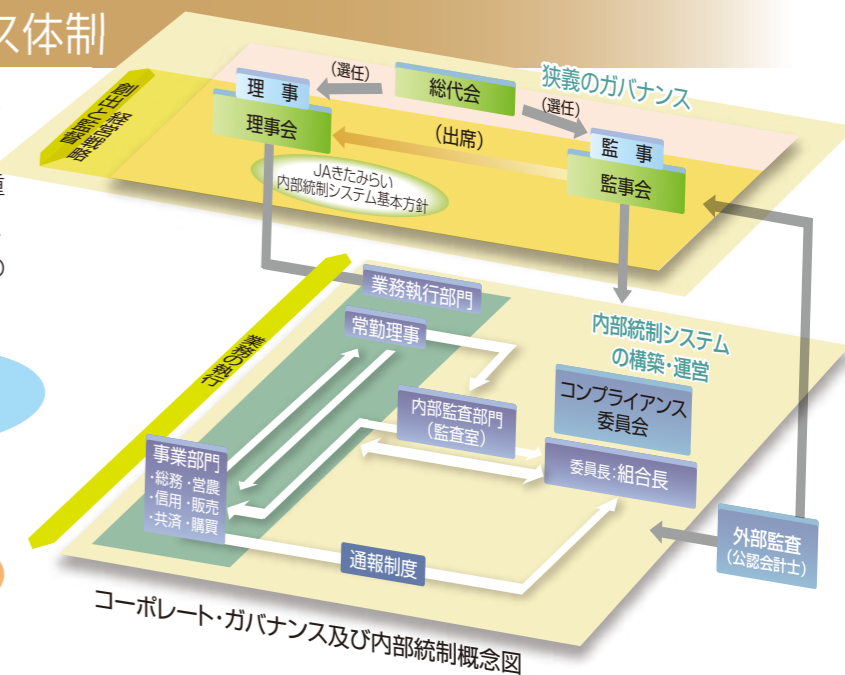 ス体制
狭義のガバナンス
(選任)
総代会
(選任)
理 事
理事会
(出席)
監 事
監事会
経営戦略
創出と監督
JAきたみらい
内部統制システム基本方針
業務執行部門
常勤理事
業務の執行
内部統制システム
の構築・運営
コンプライアンス
委員会
内部監査部門
(監査室)
委員長:組合長
事業部門
・総務・営農
・信用・販売
・共済・購買
通報制度
外部監査
(公認会計士)
コーポレート・ガバナンス及び内部統制概念図